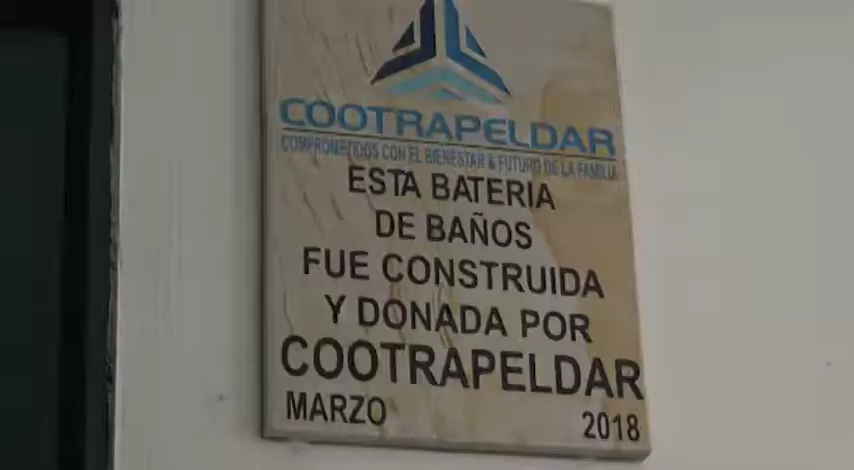 COOTRAPELDAR
COMPROMETIDOS CON EL BIENESTAR & FUTURO DE LA FAMILIA
ESTA BATERIA
DE BAÑOS
FUE CONSTRUIDA
Y DONADA POR
COOTRAPELDAR
MARZO 2018